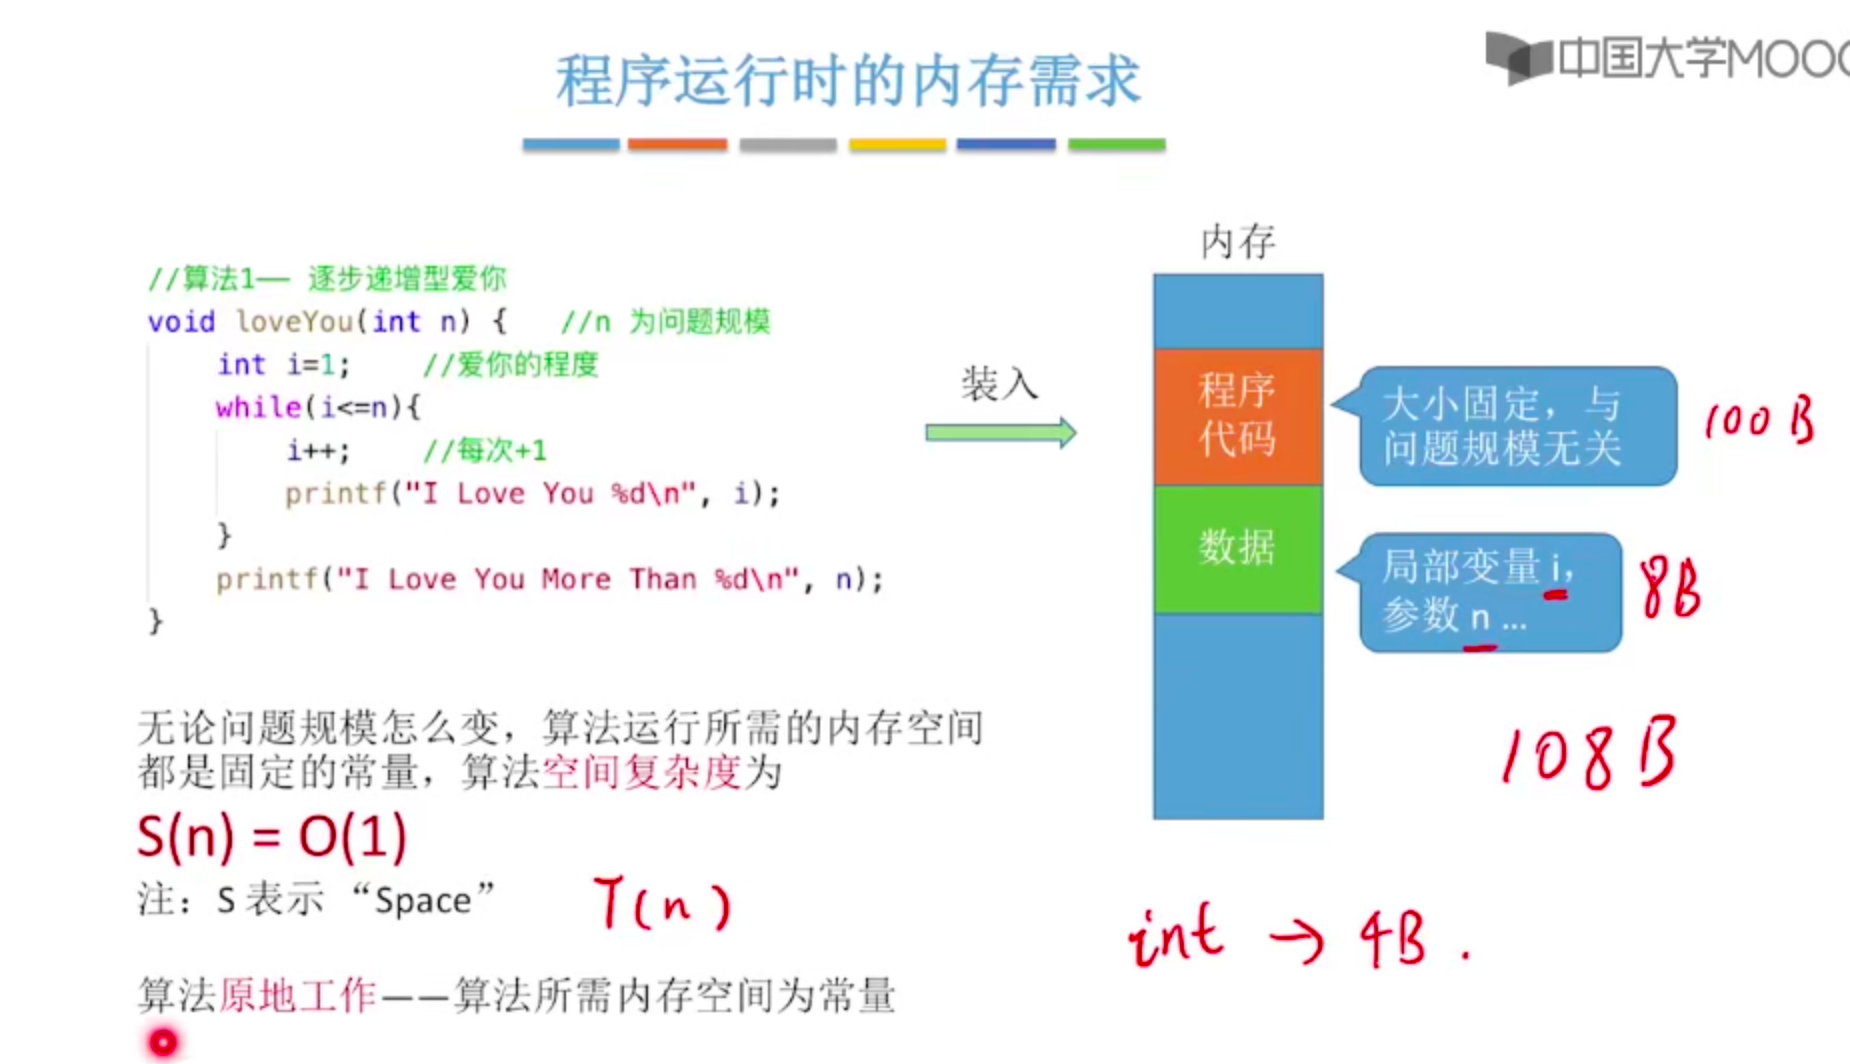 程序运行时的内存需求
中国大学MOOC
//算法1—— 逐步递增型爱你
void loveYou(int n) {   //n 为问题规模
    int i=1;    //爱你的程度
    while(i<=n){
        i++;    //每次+1
        printf("I Love You %d\n", i);
    }
    printf("I Love You More Than %d\n", n);
}
装入
内存
程序
代码
数据
大小固定，与
问题规模无关
100 B
局部变量 i，
参数 n ...
8B
108 B
无论问题规模怎么变，算法运行所需的内存空间
都是固定的常量，算法空间复杂度为
S(n) = O(1)
注：S 表示 “Space”
T(n)
int → 4B .
算法原地工作——算法所需内存空间为常量